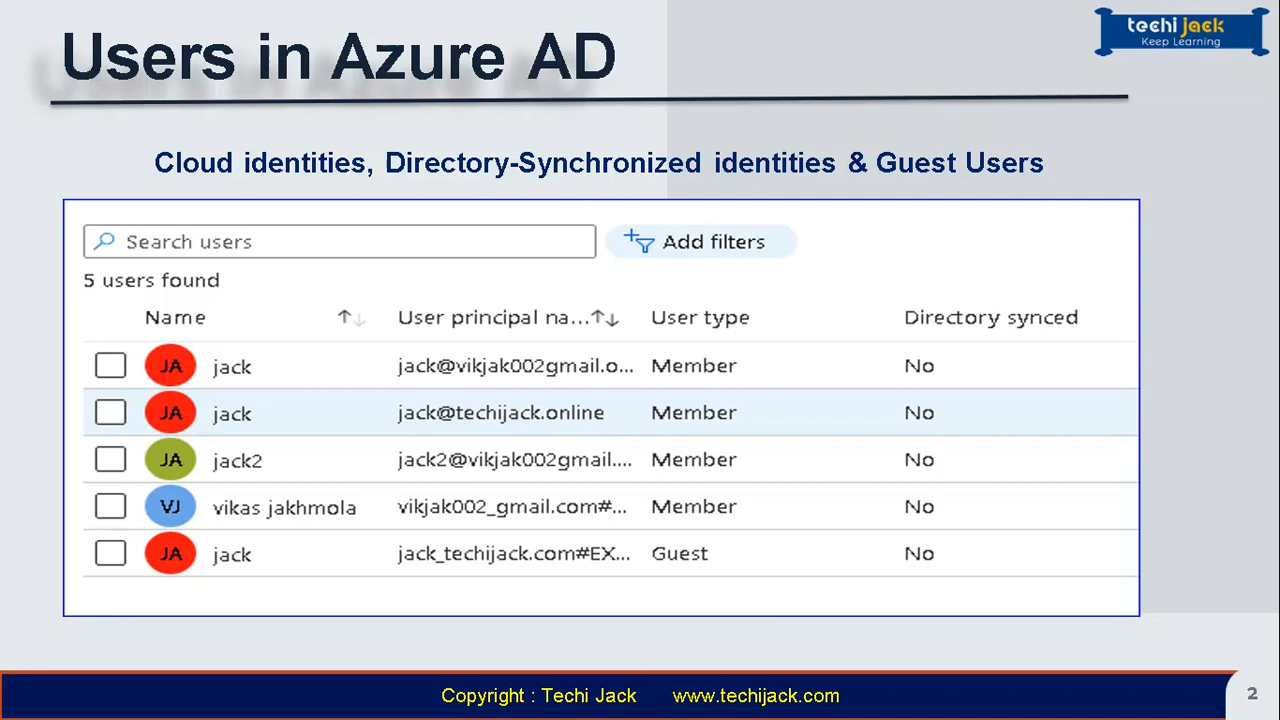 Users in Azure AD
techi jack
Keep Learning
Cloud identities, Directory-Synchronized identities & Guest Users
Search users
Add filters
5 users found
Name User principal na... User type Directory synced
JA jack jack@vikjak002gmail.o... Member No
JA jack jack@techijack.online Member No
JA jack2 jack2@vikjak002gmail.... Member No
VJ vikas jakhmola vikjak002_gmail.com#... Member No
JA jack jack_techijack.com#EX... Guest No
Copyright : Techi Jack www.techijack.com
2